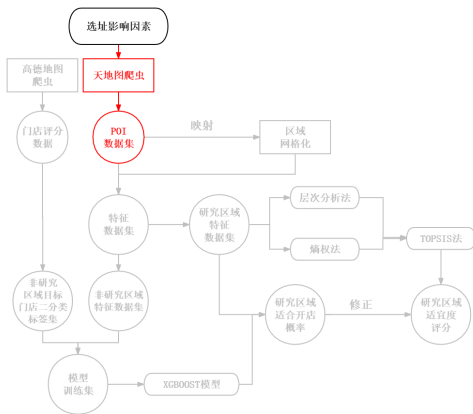 选址影响因素
高德地图
爬虫
天地图爬虫
门店评分
数据
POI
数据集
映射
区域
网格化
特征
数据集
研究区域
特征
数据集
层次分析法
熵权法
TOPSIS法
非研究
区域目标
门店二分类
标签集
非研究区域
特征数据集
研究区域
适合开店
概率
修正
研究区域
适宜度
评分
模型
训练集
XGBOOST模型